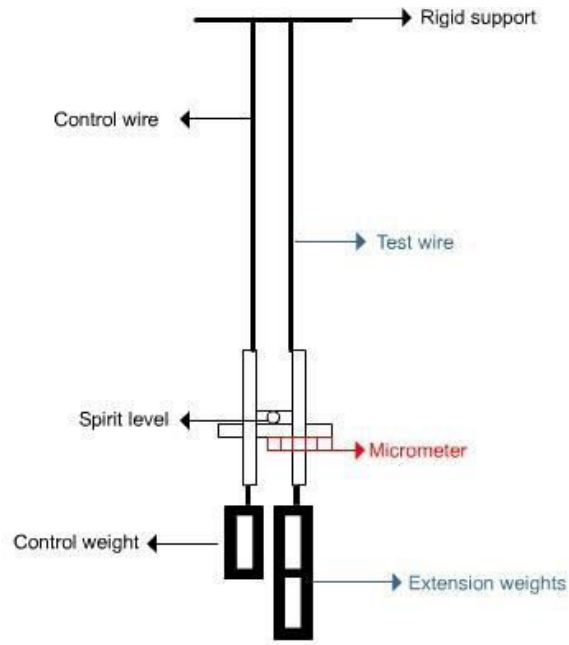 Rigid support
Control wire
Test wire
Spirit level
Micrometer
Control weight
Extension weights